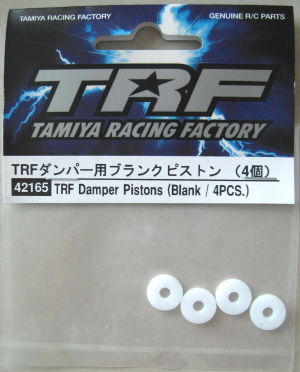 TAMIYA RACING FACTORY
GENUINE R/C PARTS
TRF
TAMIYA RACING FACTORY
TRFダンパー用ブランクピストン (4個)
42165 TRF Damper Pistons (Blank / 4PCS.)